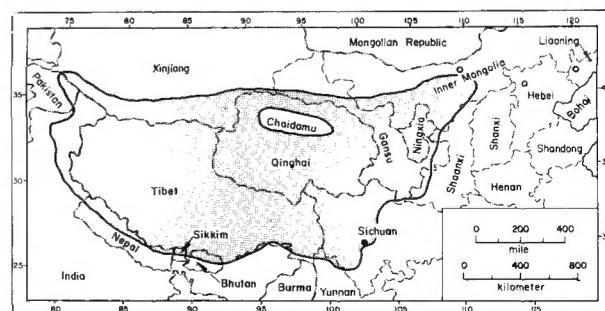 75 80 85 90 95 100 105 110 115 120
Mongolian Republic
Liaoning
Xinjiang
Inner Mongolia
Pakistan
35
Hebei
Bohai
Chaidamu
Ningxia
Gansu
Shanxi
Qinghai
Shandong
Shaanxi
Tibet
Henan
30
Sikkim
Sichuan
0 200 400
mile
Nepal
0 400 800
kilometer
25
India
Bhutan
Burma
Yunnan
80 85 90 95 100 105 110 115